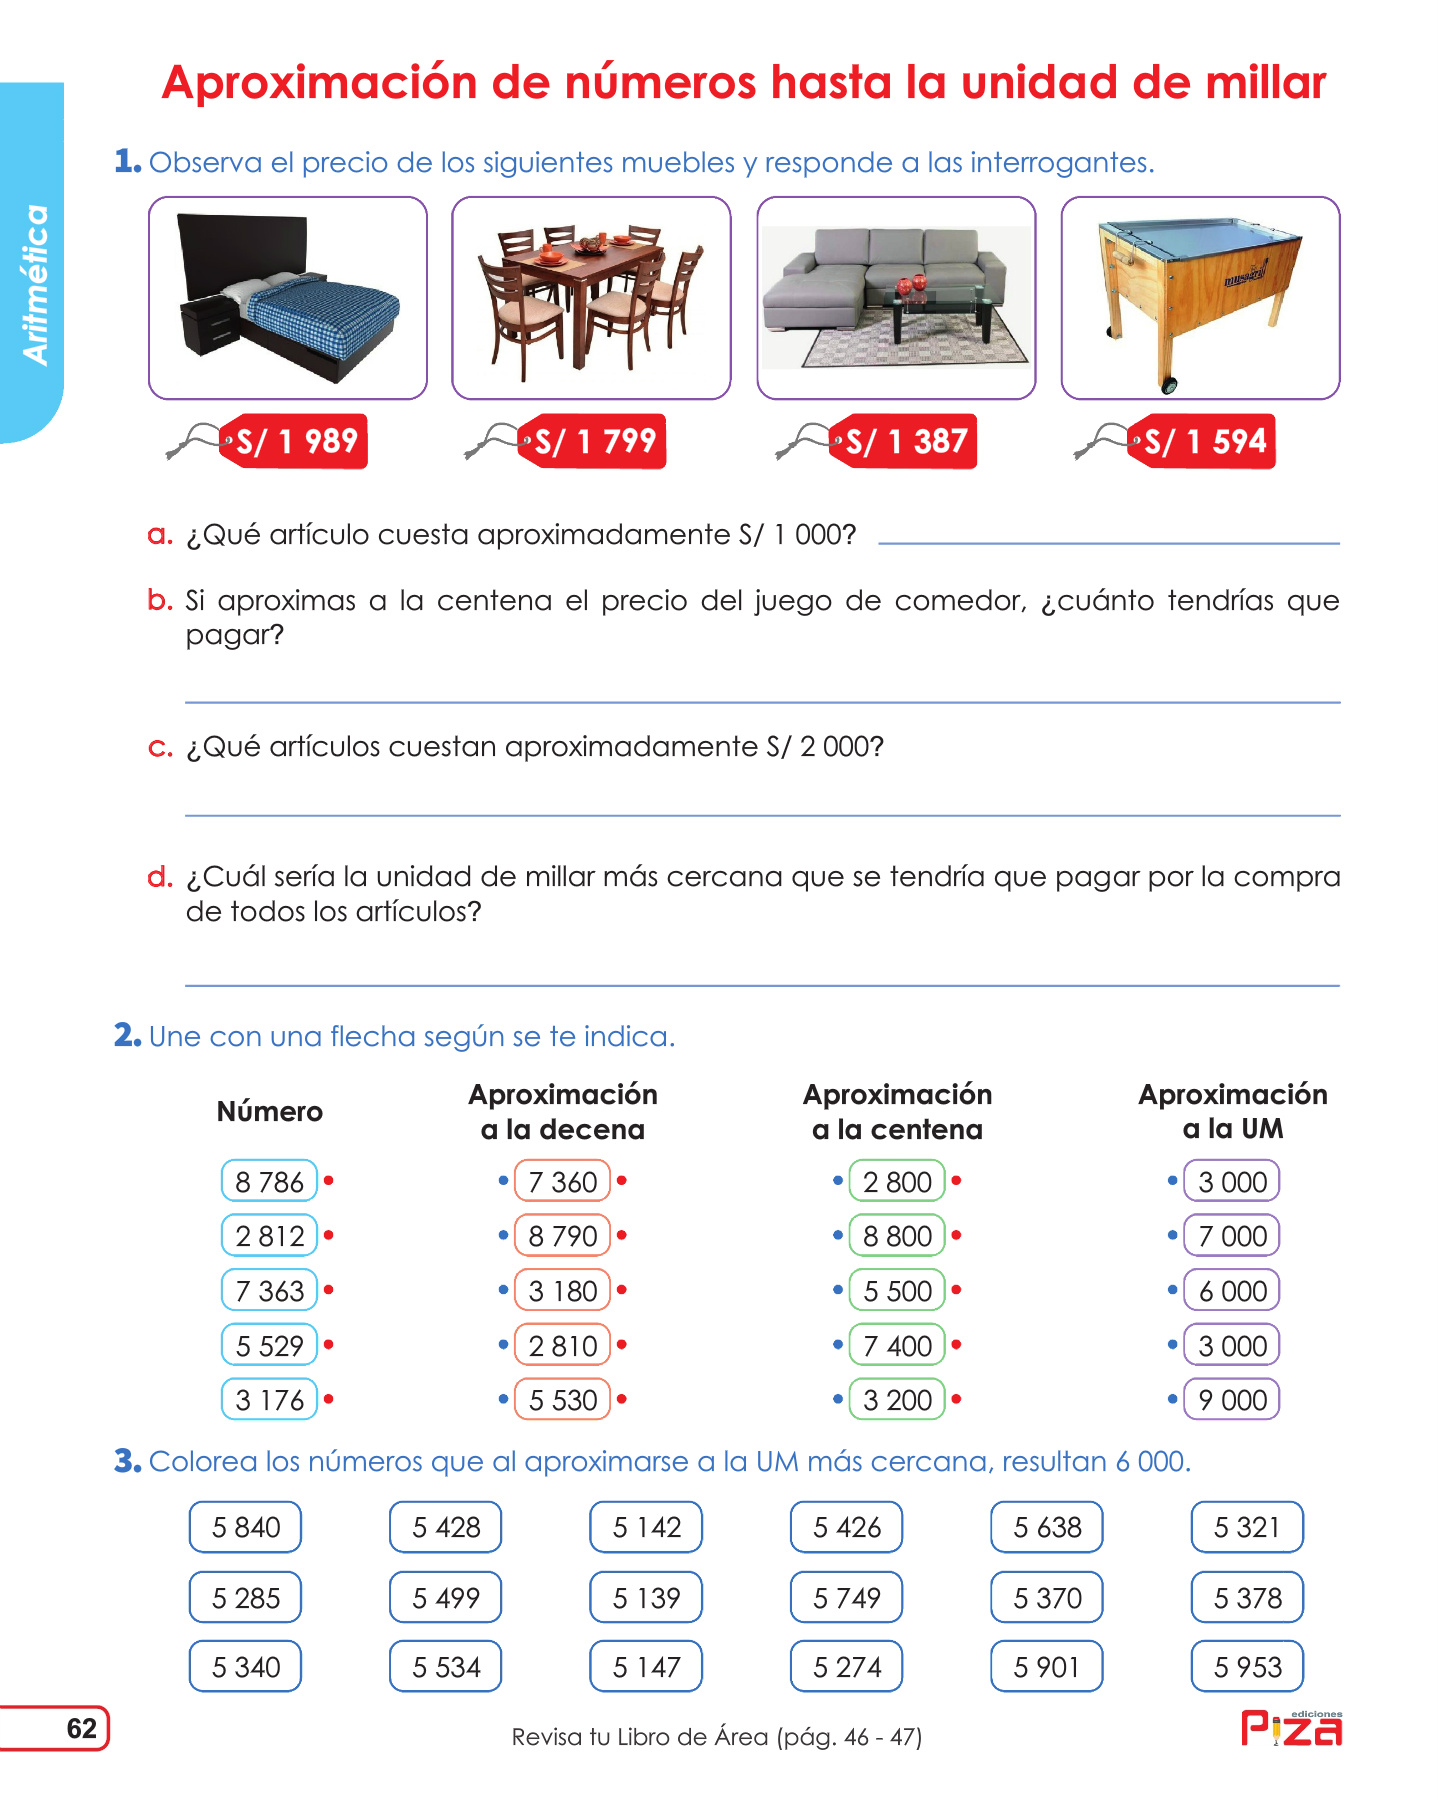 Aproximación de números hasta la unidad de millar
Aritmética
1. Observa el precio de los siguientes muebles y responde a las interrogantes.
musagrill
S/ 1 989
S/ 1 799
S/ 1 387
S/ 1 594
a. ¿Qué artículo cuesta aproximadamente S/ 1 000?
b. Si aproximas a la centena el precio del juego de comedor, ¿cuánto tendrías que
pagar?
c. ¿Qué artículos cuestan aproximadamente S/ 2 000?
d. ¿Cuál sería la unidad de millar más cercana que se tendría que pagar por la compra
de todos los artículos?
2. Une con una flecha según se te indica.
Número
Aproximación
a la decena
Aproximación
a la centena
Aproximación
a la UM
8 786 7 360 2 800 3 000
2 812 8 790 8 800 7 000
7 363 3 180 5 500 6 000
5 529 2 810 7 400 3 000
3 176 5 530 3 200 9 000
3. Colorea los números que al aproximarse a la UM más cercana, resultan 6 000.
5 840 5 428 5 142 5 426 5 638 5 321
5 285 5 499 5 139 5 749 5 370 5 378
5 340 5 534 5 147 5 274 5 901 5 953
62
Revisa tu Libro de Área (pág. 46 - 47)
ediciones
Piza